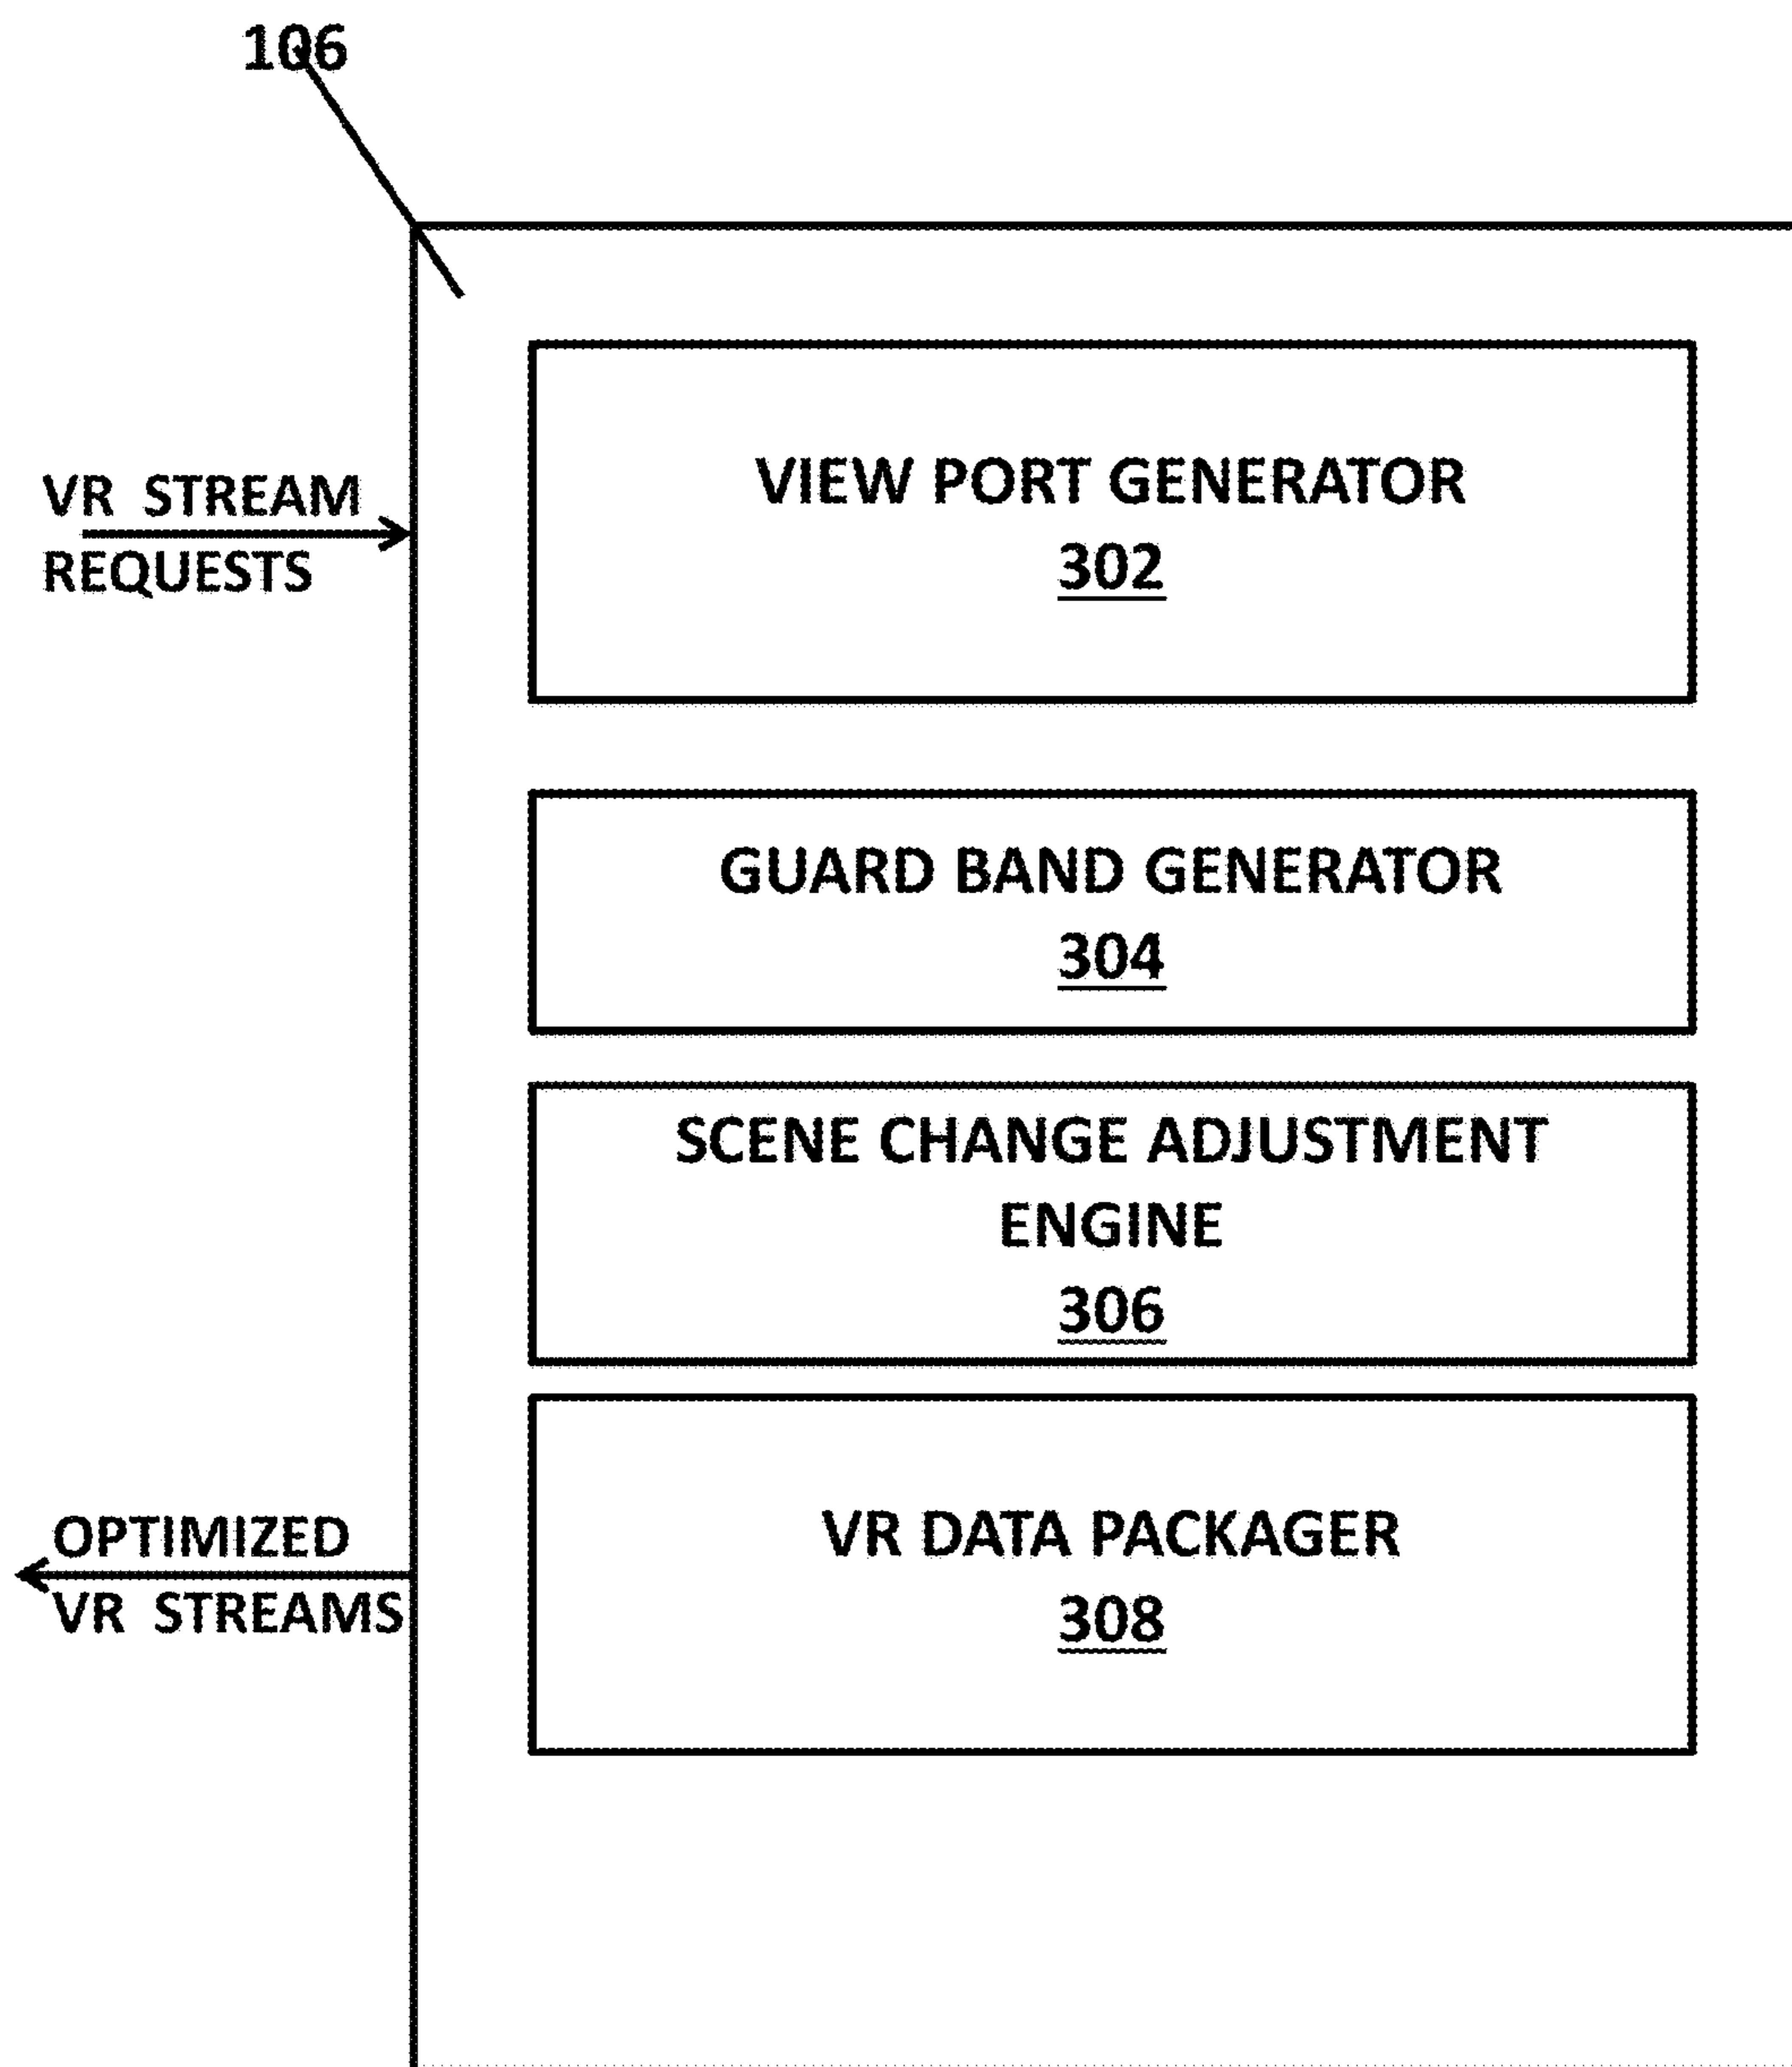 106
VR STREAM
REQUESTS
VIEW PORT GENERATOR
302
GUARD BAND GENERATOR
304
SCENE CHANGE ADJUSTMENT
ENGINE
306
OPTIMIZED
VR STREAMS
VR DATA PACKAGER
308